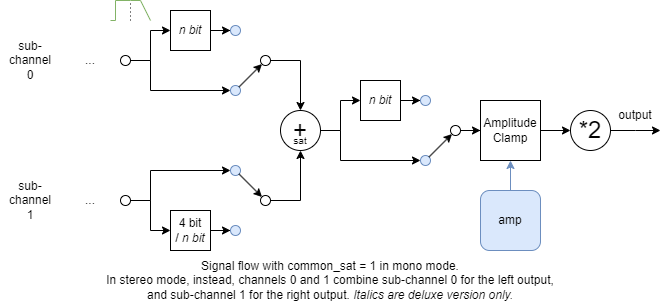 sub-
channel
0
...
n bit
n bit
+
sat
Amplitude
Clamp
*2
output
sub-
channel
1
...
4 bit
/ n bit
amp
Signal flow with common_sat = 1 in mono mode.
In stereo mode, instead, channels 0 and 1 combine sub-channel 0 for the left output,
and sub-channel 1 for the right output. Italics are deluxe version only.